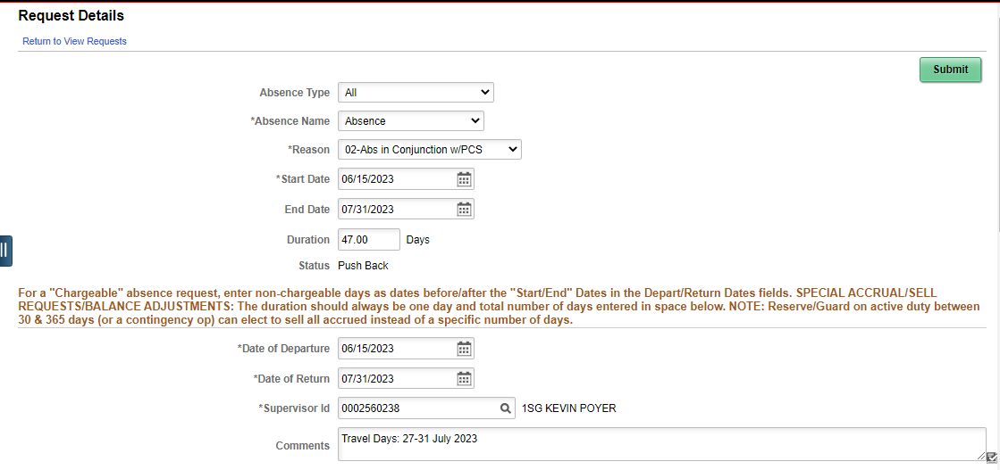 Request Details
Return to View Requests
Submit
Absence Type All
*Absence Name Absence
*Reason 02-Abs in Conjunction w/PCS
*Start Date 06/15/2023
End Date 07/31/2023
Duration 47.00 Days
Status Push Back
For a "Chargeable" absence request, enter non-chargeable days as dates before/after the "Start/End" Dates in the Depart/Return Dates fields. SPECIAL ACCRUAL/SELL
REQUESTS/BALANCE ADJUSTMENTS: The duration should always be one day and total number of days entered in space below. NOTE: Reserve/Guard on active duty between
30 & 365 days (or a contingency op) can elect to sell all accrued instead of a specific number of days.
*Date of Departure 06/15/2023
*Date of Return 07/31/2023
*Supervisor Id 0002560238 1SG KEVIN POYER
Comments Travel Days: 27-31 July 2023